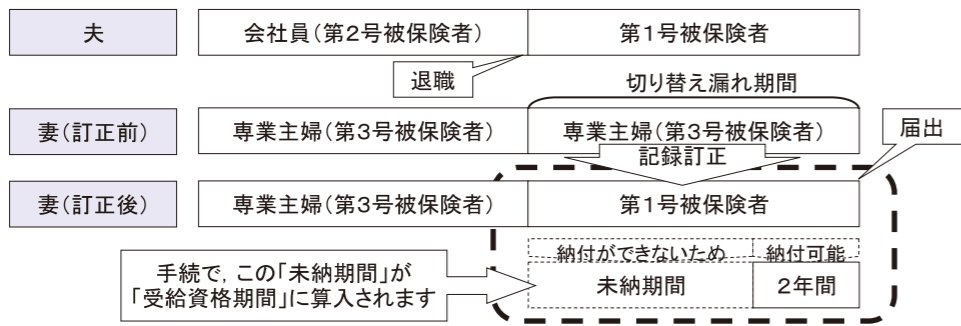 夫
会社員(第2号被保険者)
第1号被保険者
退職
切り替え漏れ期間
妻(訂正前)
専業主婦(第3号被保険者)
専業主婦(第3号被保険者)
届出
記録訂正
妻(訂正後)
専業主婦(第3号被保険者)
第1号被保険者
納付ができないため
納付可能
手続で,この「未納期間」が
「受給資格期間」に算入されます
未納期間
2年間